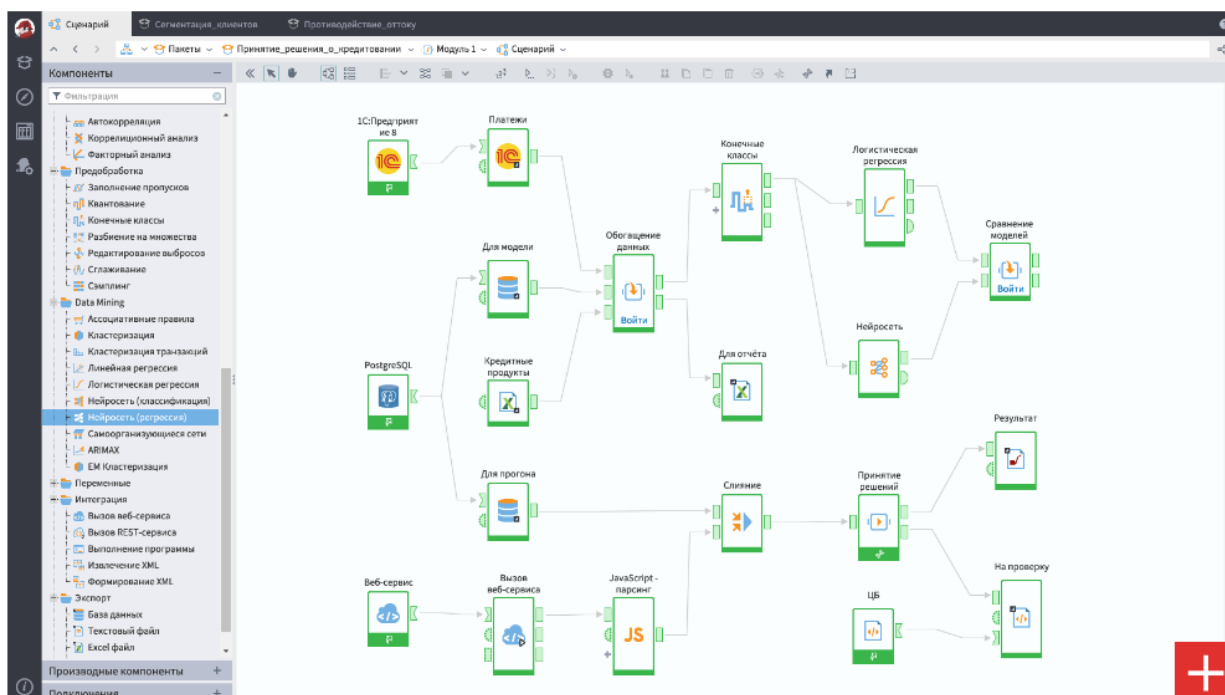 Сценарий
Сегментация_клиентов
Противодействие_оттоку
Пакеты
Принятие_решения_о_кредитовании
Модуль 1
Сценарий
Компоненты
Фильтрация
Автокорреляция
Корреляционный анализ
Факторный анализ
Предобработка
Заполнение пропусков
Квантование
Конечные классы
Разбиение на множества
Редактирование выбросов
Сглаживание
Сэмплинг
Data Mining
Ассоциативные правила
Кластеризация
Кластеризация транзакций
Линейная регрессия
Логистическая регрессия
Нейросеть (классификация)
Нейросеть (регрессия)
Самоорганизующиеся сети
ARIMAX
EM Кластеризация
Переменные
Интеграция
Вызов веб-сервиса
Вызов REST-сервиса
Выполнение программы
Извлечение XML
Формирование XML
Экспорт
База данных
Текстовый файл
Excel файл
Производные компоненты
Подключения
1С:Предприят
ие 8
1С
Платежи
1С
Для модели
PostgreSQL
Кредитные
продукты
Для прогона
Веб-сервис
Вызов
веб-сервиса
JavaScript -
парсинг
JS
Обогащение
данных
Войти
Конечные
классы
Для отчёта
Слияние
Логистическая
регрессия
Нейросеть
Принятие
решений
ЦБ
Сравнение
моделей
Войти
Результат
На проверку